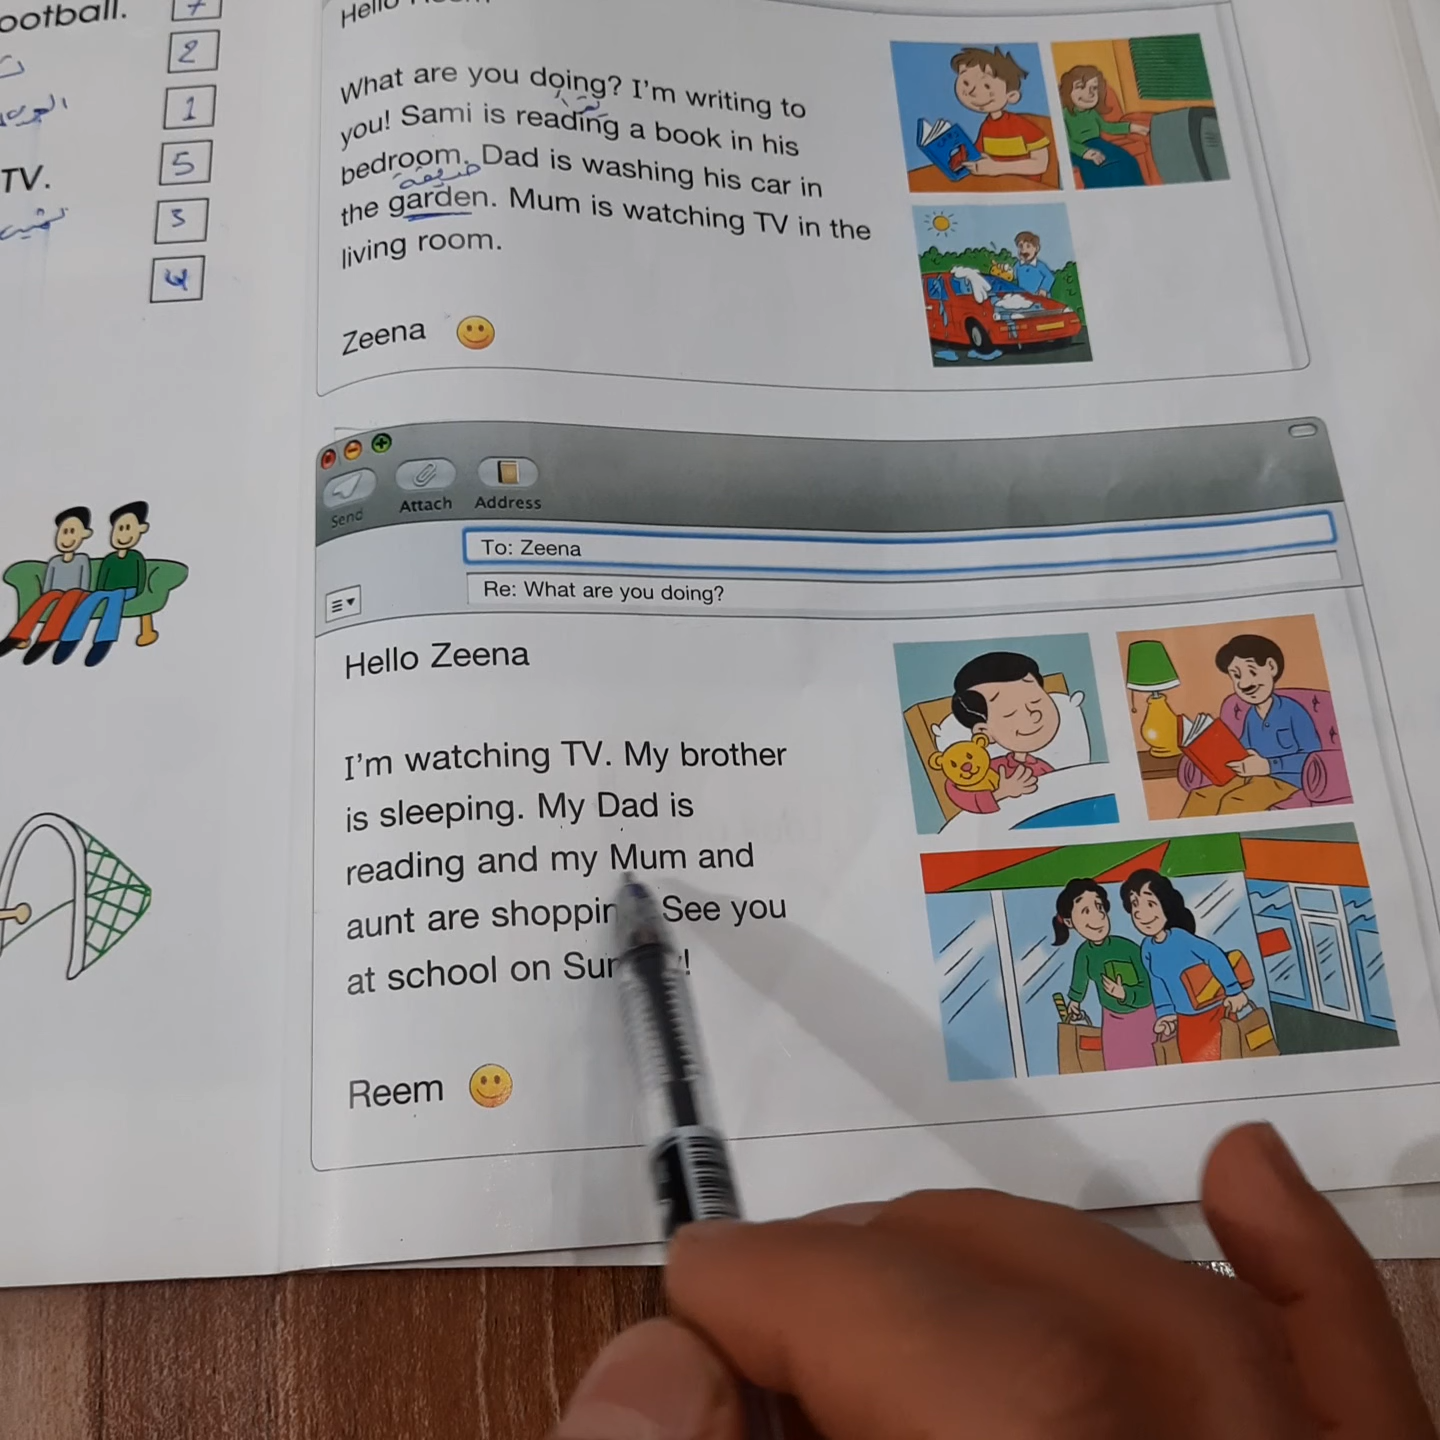 ootball.
7
2
1
5
TV.
3
4
Hello
What are you doing? I'm writing to
you! Sami is reading a book in his
bedroom. Dad is washing his car in
حديقة
the garden. Mum is watching TV in the
living room.
Zeena
Send
Attach
Address
To: Zeena
Re: What are you doing?
Hello Zeena
I'm watching TV. My brother
is sleeping. My Dad is
reading and my Mum and
aunt are See you
at school on
Reem